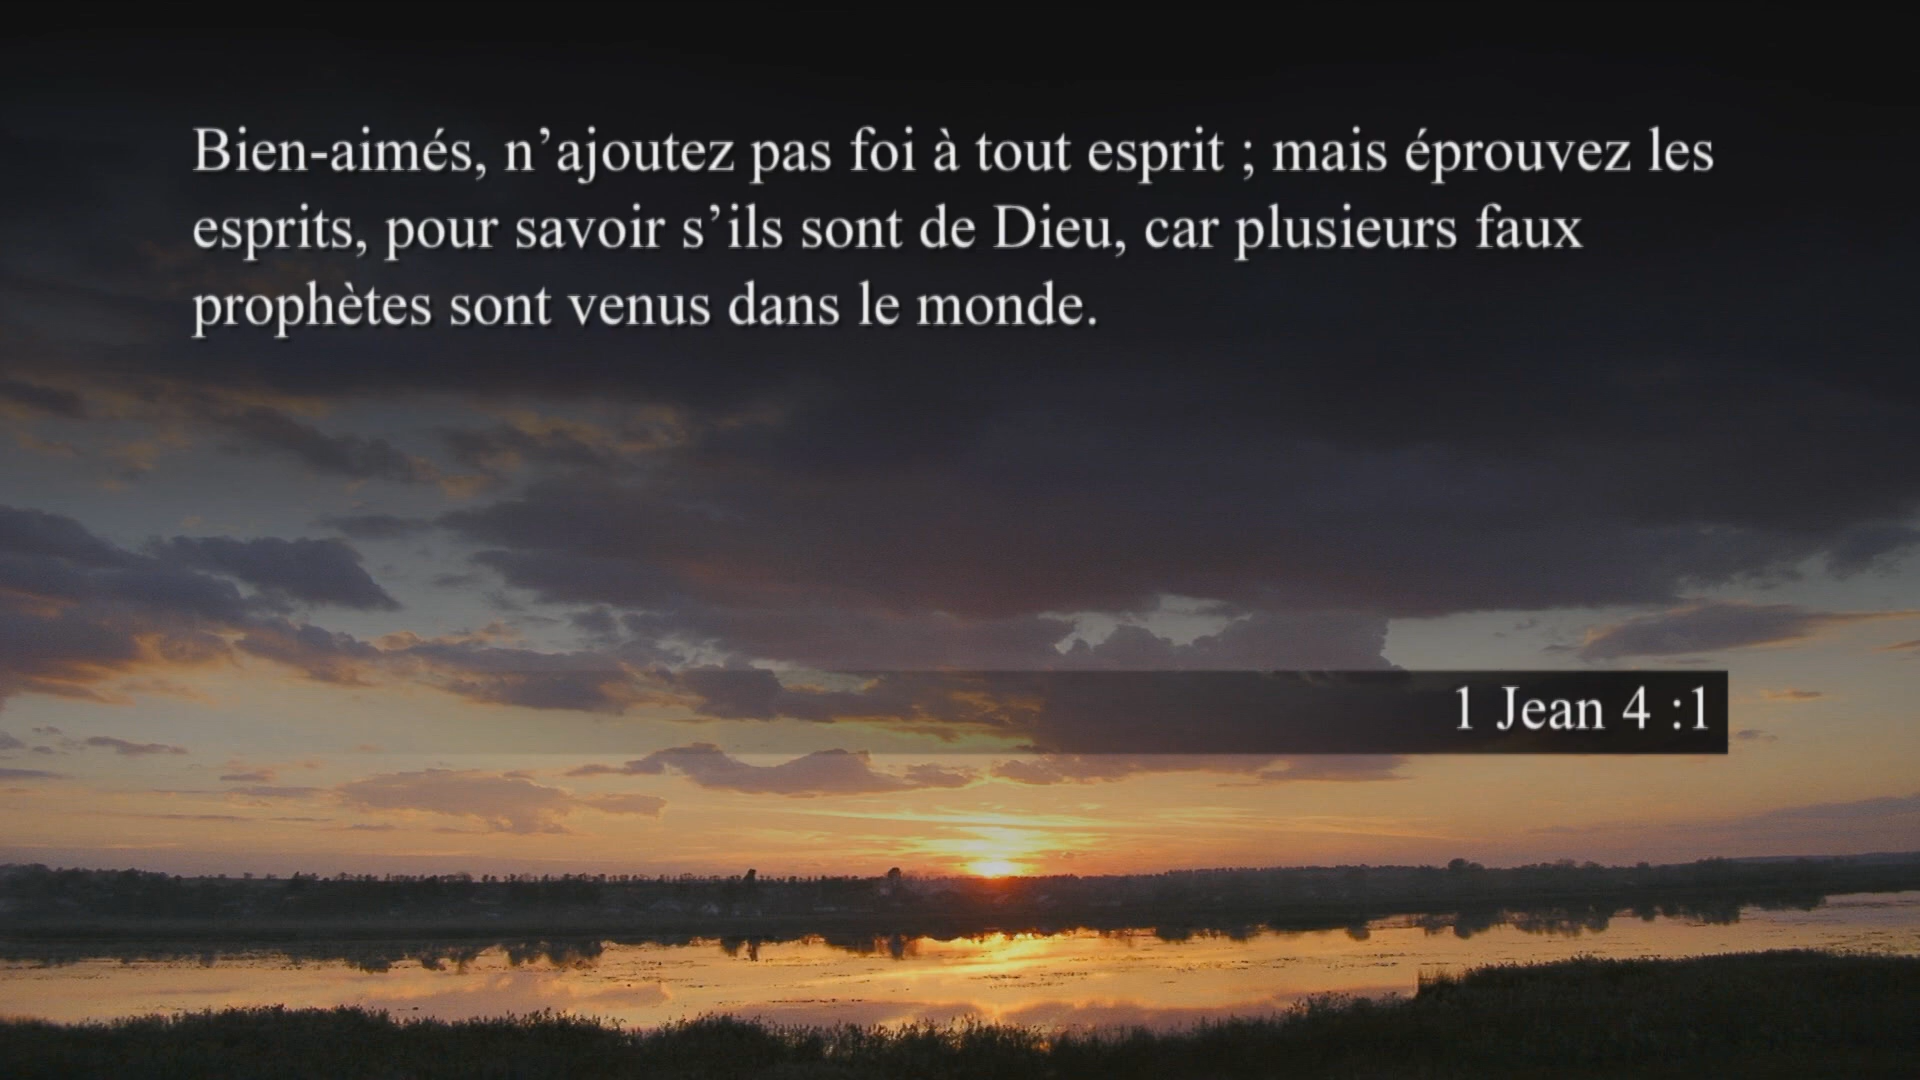 Bien-aimés, n’ajoutez pas foi à tout esprit ; mais éprouvez les
esprits, pour savoir s’ils sont de Dieu, car plusieurs faux
prophètes sont venus dans le monde.
1 Jean 4 :1